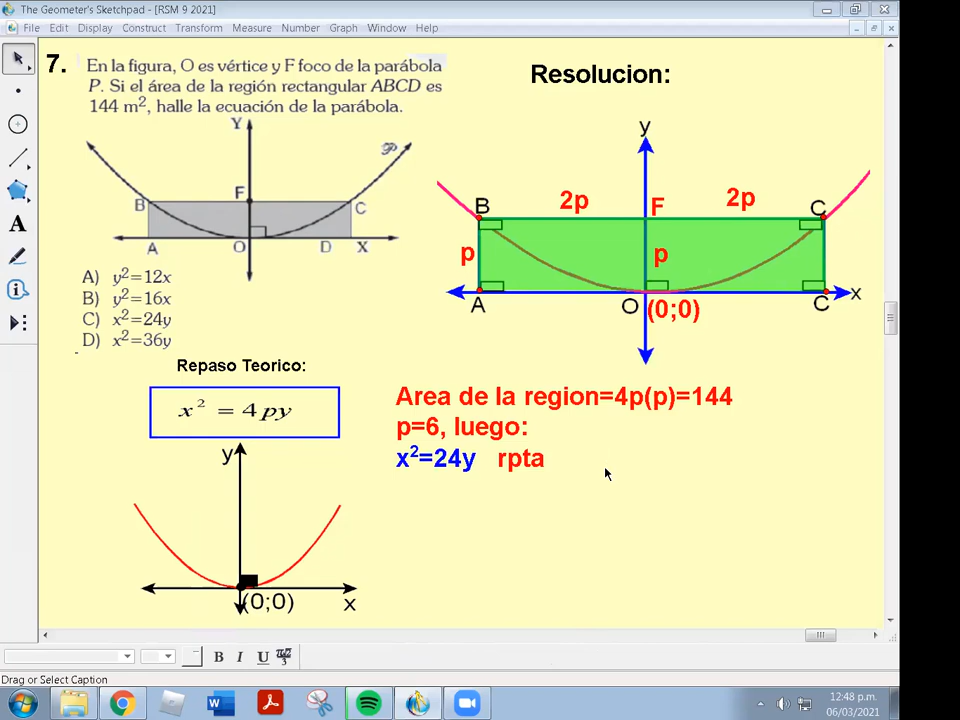 The Geometer's Sketchpad - [RSM 9 2021]
File Edit Display Construct Transform Measure Number Graph Window Help
7.
En la figura, O es vértice y F foco de la parábola
P. Si el área de la región rectangular ABCD es
144 m², halle la ecuación de la parábola.
Y
𝒫
B F C
A O D X
A) y²=12x
B) y²=16x
C) x²=24y
D) x²=36y
Resolucion:
y
B 2p F 2p C
p p
A O (0;0) C x
Repaso Teorico:
x² = 4py
y
(0;0) x
Area de la region=4p(p)=144
p=6, luego:
x²=24y rpta
A
B I U
Drag or Select Caption
12:48 p.m.
06/03/2021